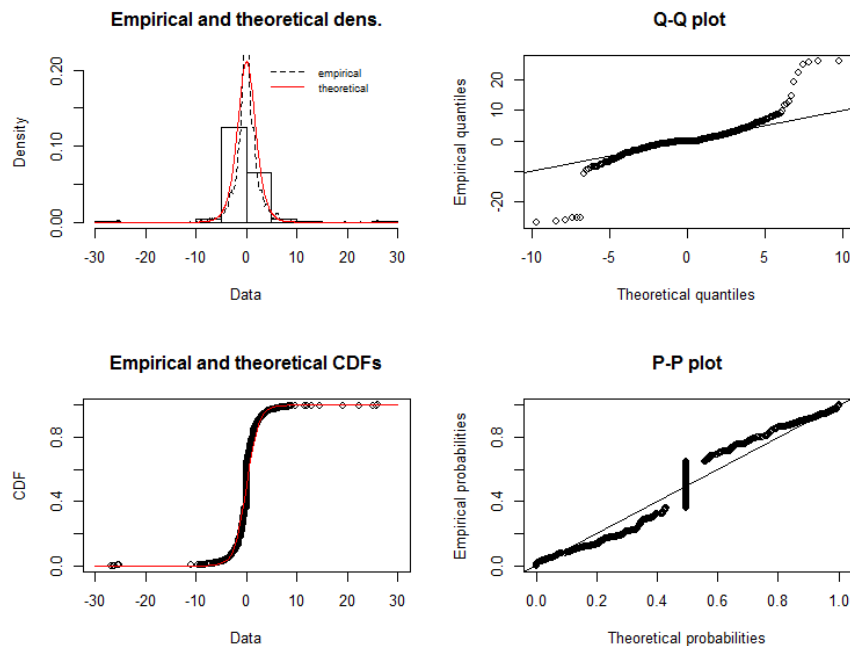 Empirical and theoretical dens.
Density
0.00 0.10 0.20
empirical
theoretical
-30 -20 -10 0 10 20 30
Data
Q-Q plot
Empirical quantiles
-20 0 10 20
-10 -5 0 5 10
Theoretical quantiles
Empirical and theoretical CDFs
CDF
0.0 0.4 0.8
-30 -20 -10 0 10 20 30
Data
P-P plot
Empirical probabilities
0.0 0.4 0.8
0.0 0.2 0.4 0.6 0.8 1.0
Theoretical probabilities